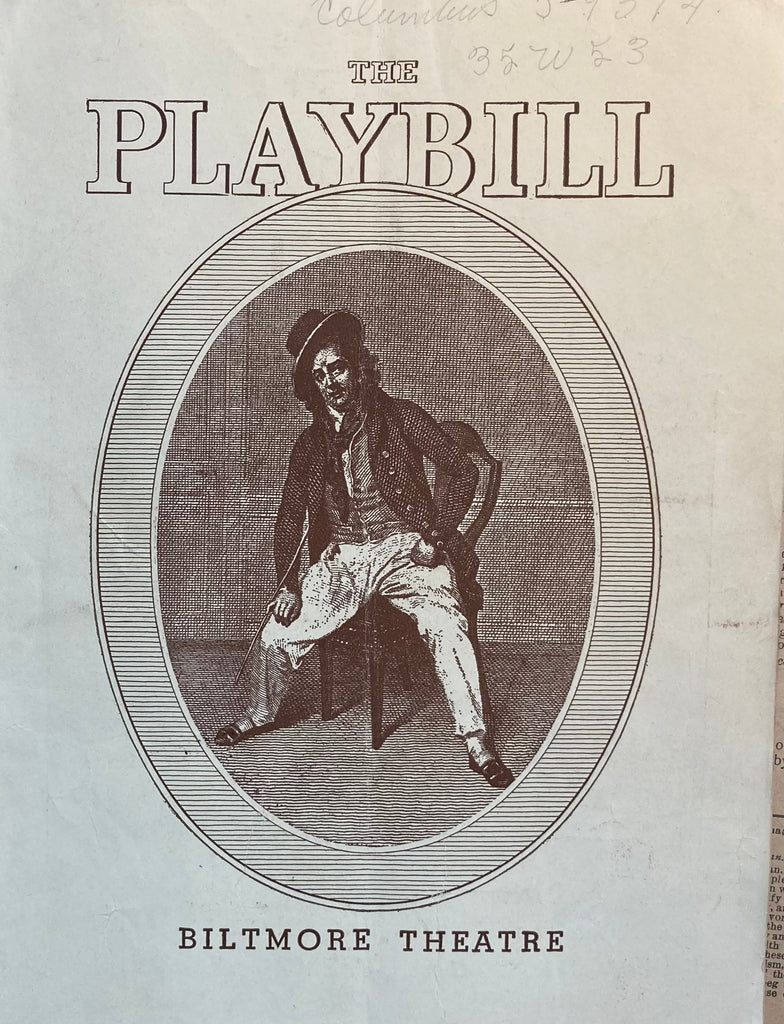 Columbus 5-9314
35 W 53
THE
PLAYBILL
BILTMORE THEATRE